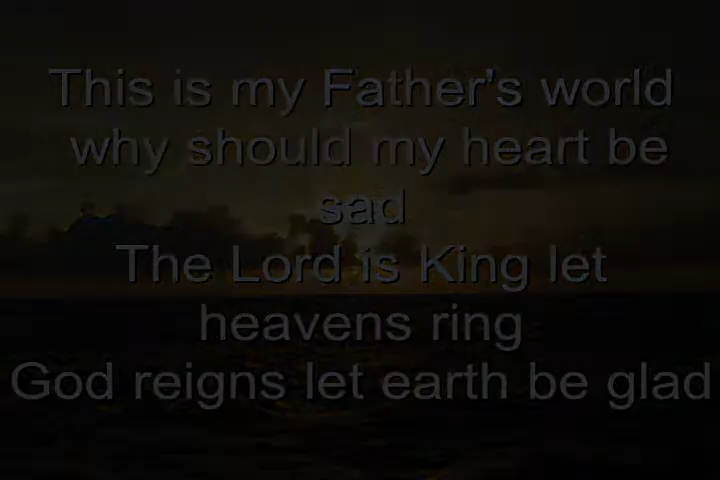 This is my Father's world
why should my heart be
sad
The Lord is King let
heavens ring
God reigns let earth be glad